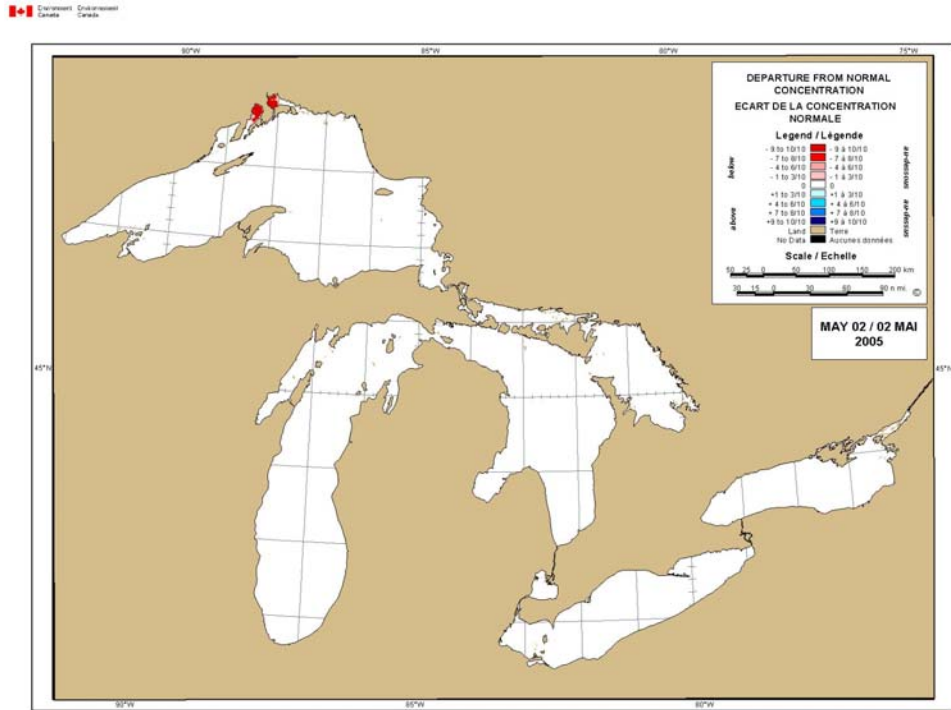 Environment Environnement
Canada Canada
90°W 85°W 80°W 75°W
DEPARTURE FROM NORMAL
CONCENTRATION
ECART DE LA CONCENTRATION
NORMALE
Legend / Légende
- 9 to 10/10 - 9 à 10/10
- 7 to 8/10 - 7 à 8/10
- 4 to 6/10 - 4 à 6/10
- 1 to 3/10 - 1 à 3/10
0 0
+1 to 3/10 +1 à 3/10
+ 4 to 6/10 + 4 à 6/10
+ 7 to 8/10 + 7 à 8/10
+9 to 10/10 +9 à 10/10
Land Terre
No Data Aucunes données
below
above
au-dessous
au-dessus
Scale / Echelle
50 25 0 50 100 150 200 km
30 15 0 30 60 90 n mi.
©
MAY 02 / 02 MAI
2005
45°N 45°N
90°W 85°W 80°W